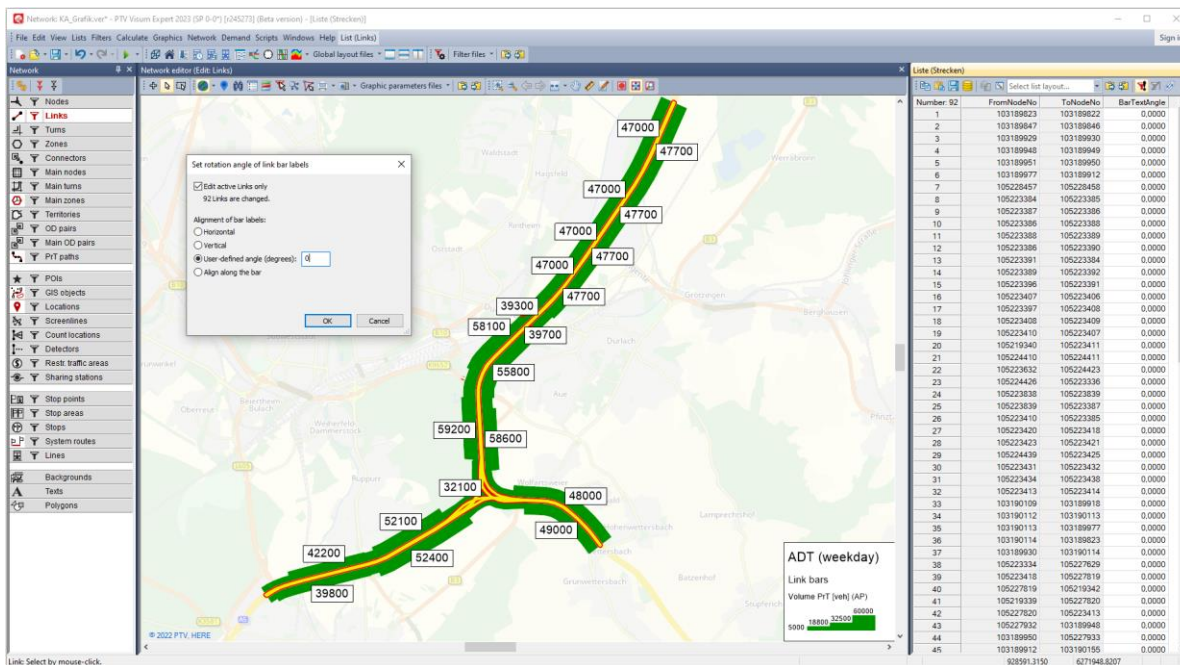 Network: KA_Grafik.ver* - PTV Visum Expert 2023 (SP 0-0*) [r245273] (Beta version) - [Liste (Strecken)]
File Edit View Lists Filters Calculate Graphics Network Demand Scripts Windows Help List (Links)
Sign in
Global layout files
Filter files
Network
Network editor (Edit: Links)
Liste (Strecken)
Graphic parameters files
Select list layout...
Nodes
Links
Turns
Zones
Connectors
Main nodes
Main turns
Main zones
Territories
OD pairs
Main OD pairs
PrT paths
POIs
GIS objects
Locations
Screenlines
Count locations
Detectors
Restr. traffic areas
Sharing stations
Stop points
Stop areas
Stops
System routes
Lines
Backgrounds
Texts
Polygons
Set rotation angle of link bar labels
Edit active Links only
92 Links are changed.
Alignment of bar labels:
Horizontal
Vertical
User-defined angle (degrees): 0
Align along the bar
OK Cancel
47000
47700
47000
47700
47000
47700
47000
47700
39300
58100
39700
55800
59200
58600
32100
48000
52100
49000
42200
52400
39800
Waldstadt
Hagsfeld
Grötzingen
Durlach
Aue
Weiherfeld
Dammerstock
Rüppurr
Grünwettersbach
ADT (weekday)
Link bars
Volume PrT [veh] (AP)
5000 18800 32500 60000
© 2022 PTV, HERE
Number: 92 FromNodeNo ToNodeNo BarTextAngle
1 103189823 103189822 0,0000
2 103189847 103189846 0,0000
3 103189929 103189930 0,0000
4 103189948 103189949 0,0000
5 103189951 103189950 0,0000
6 103189977 103189912 0,0000
7 105228457 105228458 0,0000
8 105223384 105223385 0,0000
9 105223387 105223386 0,0000
10 105223386 105223388 0,0000
11 105223388 105223389 0,0000
12 105223386 105223390 0,0000
13 105223391 105223384 0,0000
14 105223389 105223392 0,0000
15 105223396 105223391 0,0000
16 105223407 105223406 0,0000
17 105223397 105223408 0,0000
18 105223408 105223409 0,0000
19 105223410 105223407 0,0000
20 105219340 105223411 0,0000
21 105224410 105224411 0,0000
22 105223632 105224423 0,0000
23 105224426 105223336 0,0000
24 105223838 105223839 0,0000
25 105223839 105223387 0,0000
26 105223410 105223385 0,0000
27 105223420 105223418 0,0000
28 105223423 105223421 0,0000
29 105224439 105223425 0,0000
30 105223431 105223432 0,0000
31 105223434 105223438 0,0000
32 105223413 105223414 0,0000
33 103190109 103189918 0,0000
34 103190112 103190113 0,0000
35 103190113 103189977 0,0000
36 103190114 103189823 0,0000
37 103189930 103190114 0,0000
38 105223334 105227629 0,0000
39 105223418 105227819 0,0000
40 105227819 105219342 0,0000
41 105219339 105227820 0,0000
42 105227820 105223413 0,0000
43 105227932 103189948 0,0000
44 103189950 105227933 0,0000
45 103189912 103190155 0,0000
Link: Select by mouse-click.
928591.3150 6271948.8207